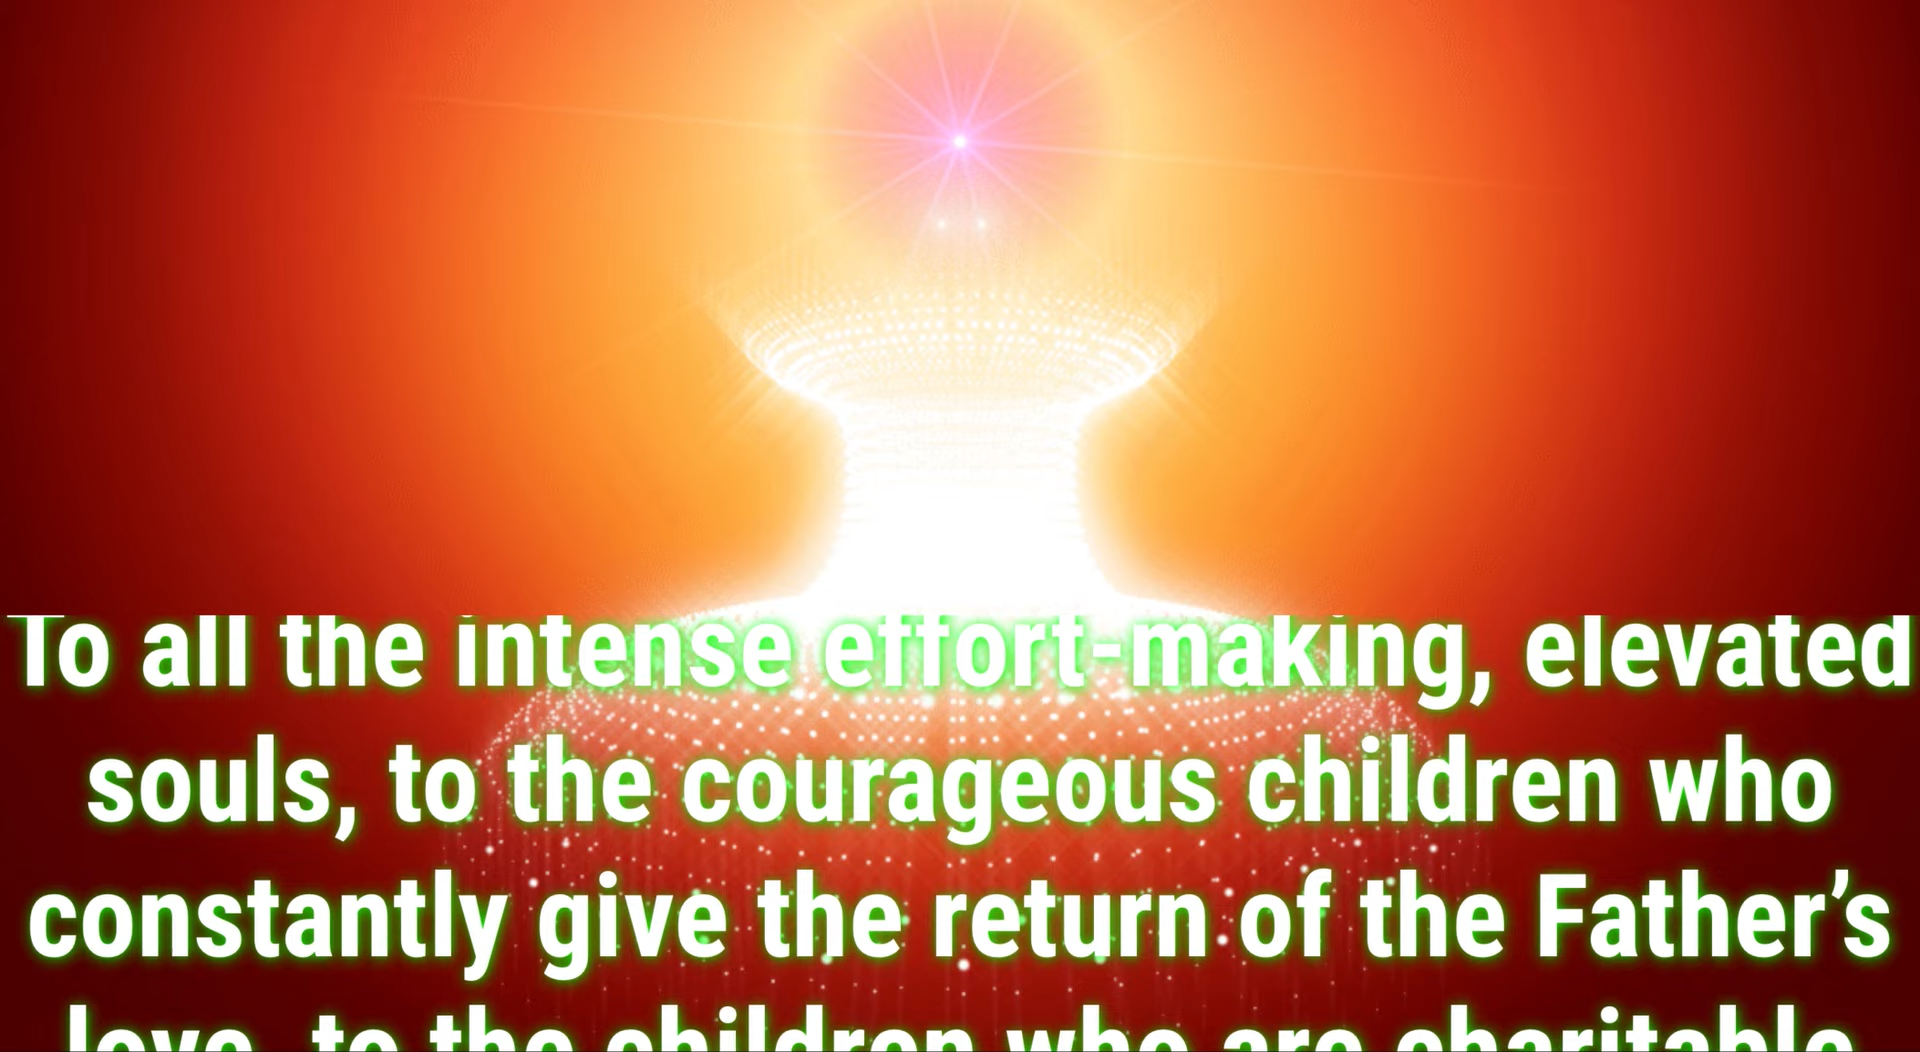 To all the intense effort-making, elevated
souls, to the courageous children who
constantly give the return of the Father’s
love, to the children who are charitable